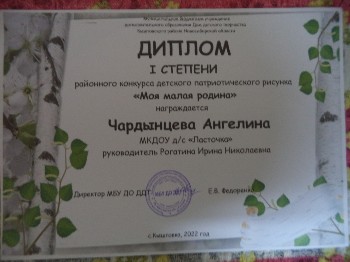 ДИПЛОМ
I СТЕПЕНИ
районного конкурса детского патриотического рисунка
«Моя малая родина»
награждается
Чардынцева Ангелина
МКДОУ д/с «Ласточка»
руководитель Рогатина Ирина Николаевна
Директор МБУ ДО ДДТ
Е.В. Федоренко
2022 год